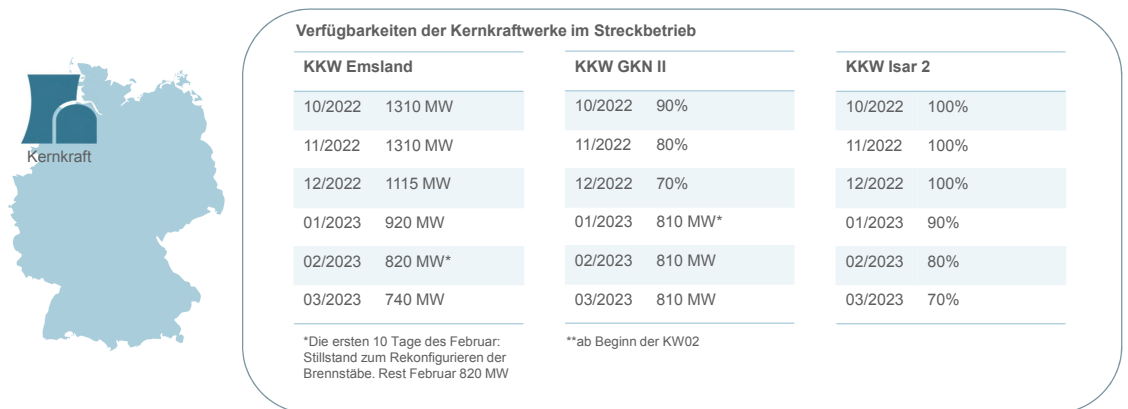 Verfügbarkeiten der Kernkraftwerke im Streckbetrieb
Kernkraft
KKW Emsland
10/2022 1310 MW
11/2022 1310 MW
12/2022 1115 MW
01/2023 920 MW
02/2023 820 MW*
03/2023 740 MW
*Die ersten 10 Tage des Februar:
Stillstand zum Rekonfigurieren der
Brennstäbe. Rest Februar 820 MW
KKW GKN II
10/2022 90%
11/2022 80%
12/2022 70%
01/2023 810 MW*
02/2023 810 MW
03/2023 810 MW
**ab Beginn der KW02
KKW Isar 2
10/2022 100%
11/2022 100%
12/2022 100%
01/2023 90%
02/2023 80%
03/2023 70%